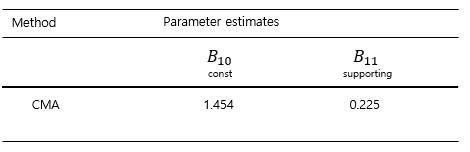 Method Parameter estimates
B10 B11
const supporting
CMA 1.454 0.225